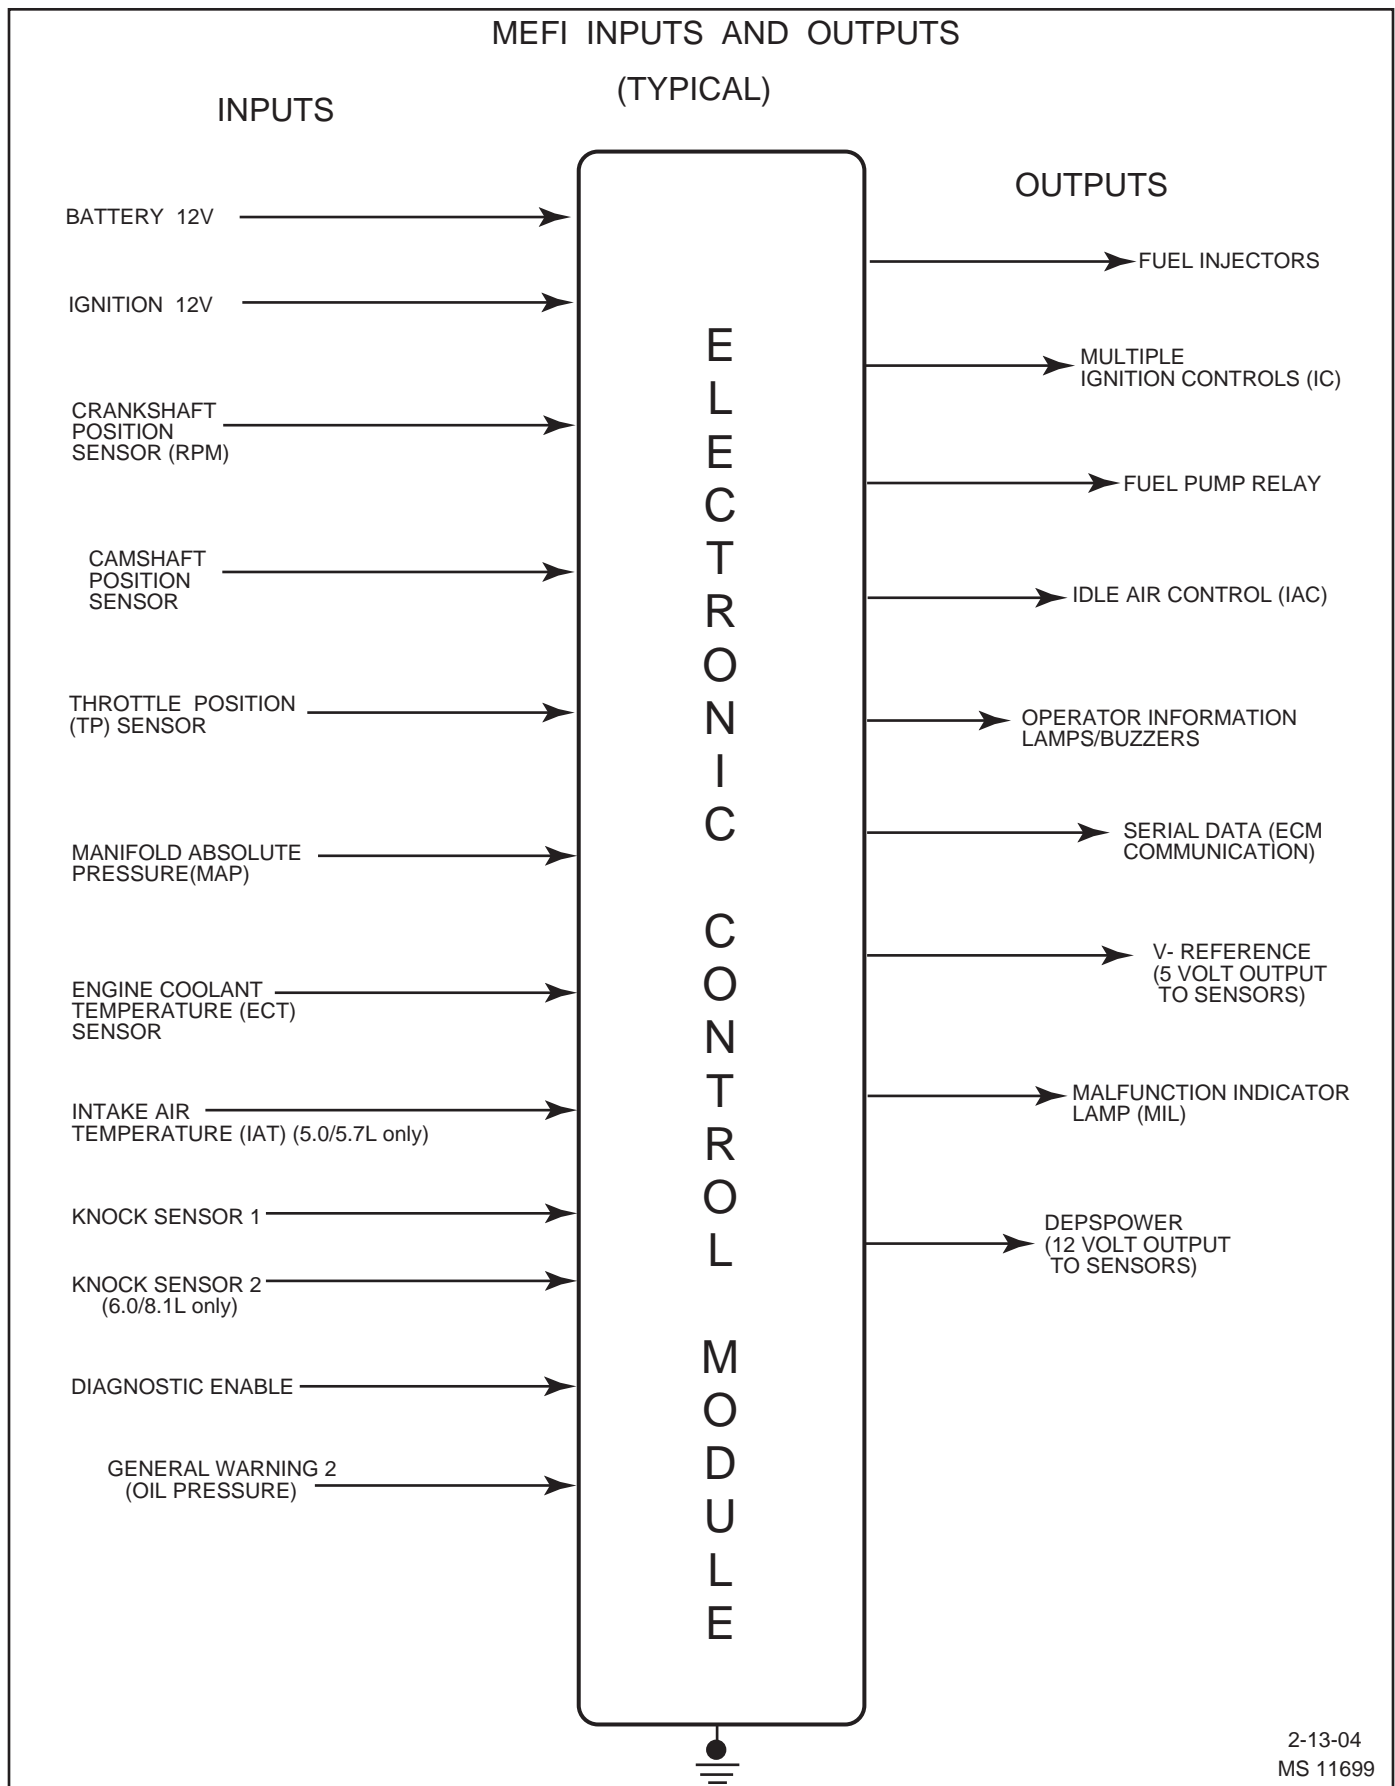 MEFI INPUTS AND OUTPUTS
(TYPICAL)
INPUTS
BATTERY 12V
IGNITION 12V
CRANKSHAFT
POSITION
SENSOR (RPM)
CAMSHAFT
POSITION
SENSOR
THROTTLE POSITION
(TP) SENSOR
MANIFOLD ABSOLUTE
PRESSURE(MAP)
ENGINE COOLANT
TEMPERATURE (ECT)
SENSOR
INTAKE AIR
TEMPERATURE (IAT) (5.0/5.7L only)
KNOCK SENSOR 1
KNOCK SENSOR 2
(6.0/8.1L only)
DIAGNOSTIC ENABLE
GENERAL WARNING 2
(OIL PRESSURE)
ELECTRONIC CONTROL MODULE
OUTPUTS
FUEL INJECTORS
MULTIPLE
IGNITION CONTROLS (IC)
FUEL PUMP RELAY
IDLE AIR CONTROL (IAC)
OPERATOR INFORMATION
LAMPS/BUZZERS
SERIAL DATA (ECM
COMMUNICATION)
V- REFERENCE
(5 VOLT OUTPUT
TO SENSORS)
MALFUNCTION INDICATOR
LAMP (MIL)
DEPSPOWER
(12 VOLT OUTPUT
TO SENSORS)
2-13-04
MS 11699